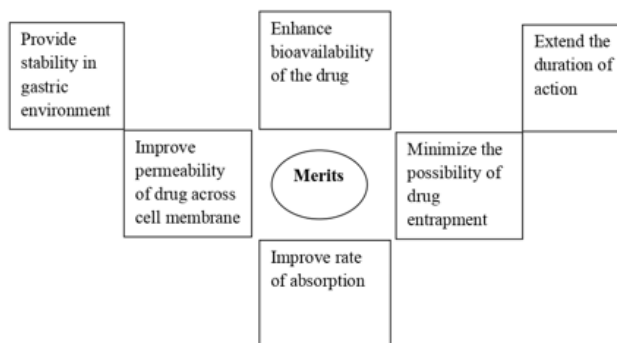 Provide
stability in
gastric
environment
Enhance
bioavailability
of the drug
Extend the
duration of
action
Improve
permeability
of drug across
cell membrane
Merits
Minimize the
possibility of
drug
entrapment
Improve rate
of absorption